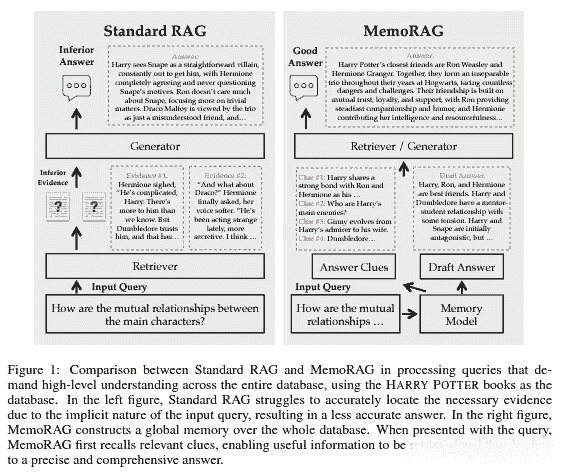 Standard RAG
Inferior
Answer
Answer:
Harry sees Snape as a straightforward villain,
constantly out to get him, with Hermione
completely agreeing and never questioning
Snape's motives. Ron doesn't care much
about Snape, focusing more on trivial
matters. Draco Malloy is viewed by the trio
as just a misunderstood friend, and...
Generator
Inferior
Evidence
? ?
Evidence #1:
Hermione sighed,
"He's complicated,
Harry. There's
more to him than
we know. But
Dumbledore trusts
him, and that has...
Evidence #2:
"And what about
Draco?" Hermione
finally asked, her
voice softer. "He's
been acting strange
lately, more
secretive. I think ...
Retriever
Input Query
How are the mutual relationships between
the main characters?
MemoRAG
Good
Answer
Answer:
Harry Potter's closest friends are Ron Weasley and
Hermione Granger. Together, they form an inseparable
trio throughout their years at Hogwarts, facing countless
dangers and challenges. Their friendship is built on
mutual trust, loyalty, and support, with Ron providing
steadfast companionship and humor, and Hermione
contributing her intelligence and resourcefulness...
Retriever / Generator
Clue #1: Harry shares a
strong bond with Ron and
Hermione as his ...
Clue #2: Who are Harry's
main enemies?
Clue #3: Ginny evolves from
Harry's admirer to his wife.
Clue #4: Dumbledore...
Draft Answer:
Harry, Ron, and Hermione
are best friends. Harry and
Dumbledore have a mentor-
student relationship with
some tension. Harry and
Snape are initially
antagonistic, but ...
Answer Clues
Draft Answer
Input Query
How are the mutual
relationships ...
Memory
Model
Figure 1: Comparison between Standard RAG and MemoRAG in processing queries that de-
mand high-level understanding across the entire database, using the HARRY POTTER books as the
database. In the left figure, Standard RAG struggles to accurately locate the necessary evidence
due to the implicit nature of the input query, resulting in a less accurate answer. In the right figure,
MemoRAG constructs a global memory over the whole database. When presented with the query,
MemoRAG first recalls relevant clues, enabling useful information to be
to a precise and comprehensive answer.